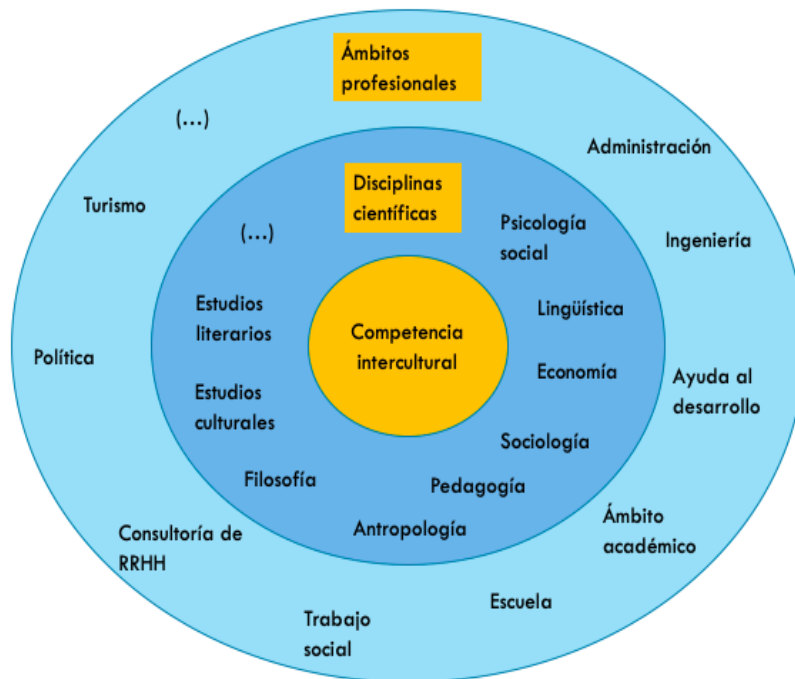 Ámbitos
profesionales
(...)
Administración
Turismo
Ingeniería
Política
Ayuda al
desarrollo
Consultoría de
RRHH
Ámbito
académico
Trabajo
social
Escuela
Disciplinas
científicas
(...)
Psicología
social
Estudios
literarios
Lingüística
Economía
Estudios
culturales
Sociología
Filosofía
Pedagogía
Antropología
Competencia
intercultural